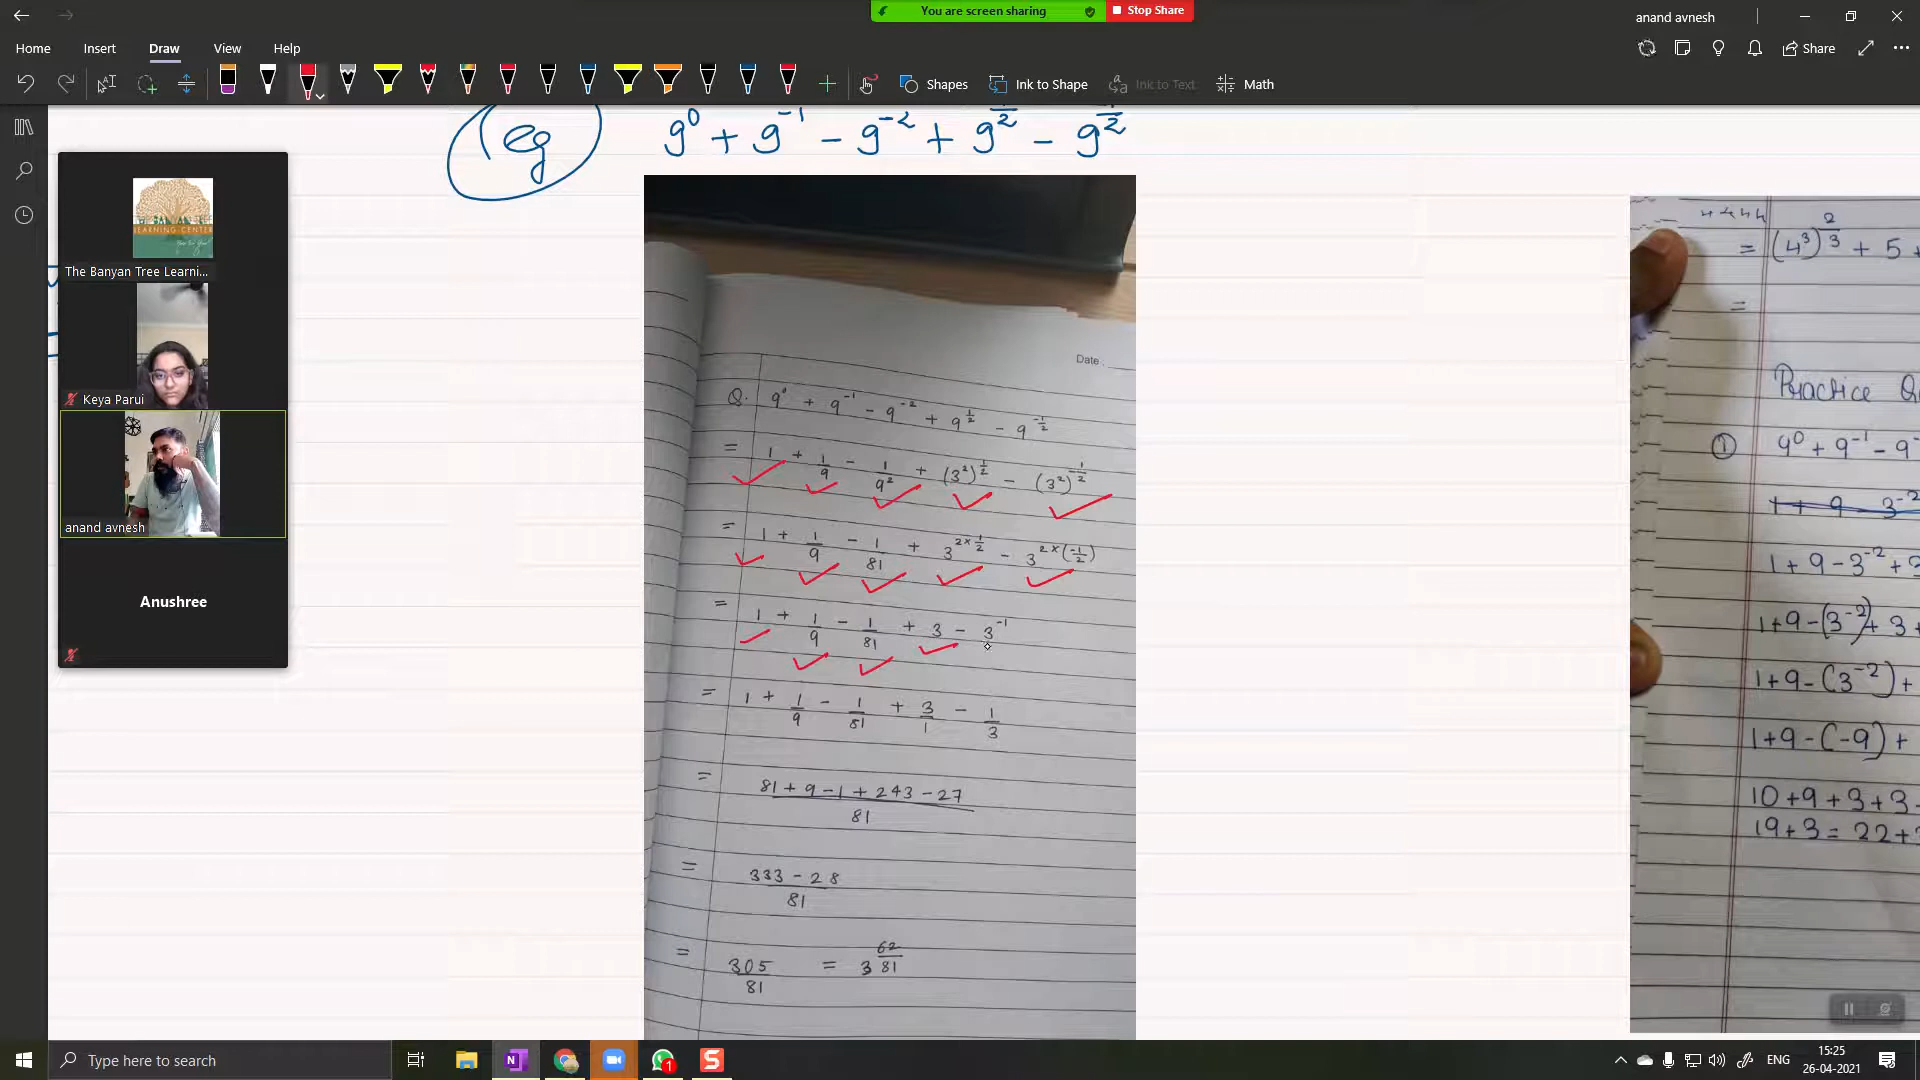 You are screen sharing
Stop Share
anand avnesh
Home Insert Draw View Help
Share
Shapes Ink to Shape Ink to Text Math
eg 9⁰ + 9⁻¹ - 9⁻² + 9^1/2 - 9^-1/2
LEARNING CENTER
The Banyan Tree Learni...
Keya Parui
anand avnesh
Anushree
Date
Q. 9⁰ + 9⁻¹ - 9⁻² + 9^1/2 - 9^-1/2
= 1 + 1/9 - 1/9² + (3²)^1/2 - (3²)^-1/2
= 1 + 1/9 - 1/81 + 3^2×1/2 - 3^2×(-1/2)
= 1 + 1/9 - 1/81 + 3 - 3⁻¹
= 1 + 1/9 - 1/81 + 3/1 - 1/3
= 81 + 9 - 1 + 243 - 27 / 81
= 333 - 28 / 81
= 305/81 = 3 62/81
= (4³)^2/3 + 5 +
=
Practice Q
① 9⁰ + 9⁻¹ - 9
1 + 9 3⁻²
1 + 9 - 3⁻² + 3
1 + 9 - (3⁻²) + 3
1 + 9 - (3⁻²) +
1 + 9 - (-9) +
10 + 9 + 3 + 3
19 + 3 = 22 +
Type here to search
ENG
15:25
26-04-2021